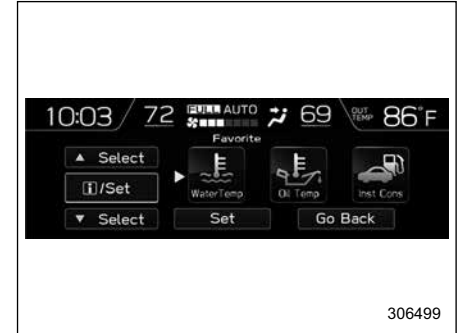 10:03 72 FULL AUTO 69 OUT TEMP 86°F
Favorite
▲ Select
i/Set
▼ Select
WaterTemp
Oil Temp
Inst Cons
Set
Go Back
306499